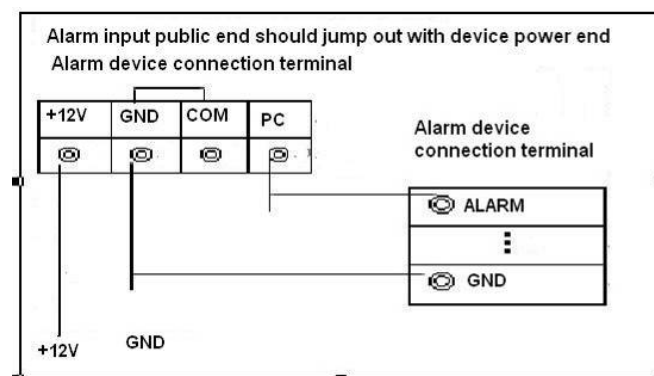 Alarm input public end should jump out with device power end
Alarm device connection terminal
+12V GND COM PC
Alarm device
connection terminal
ALARM
GND
+12V GND